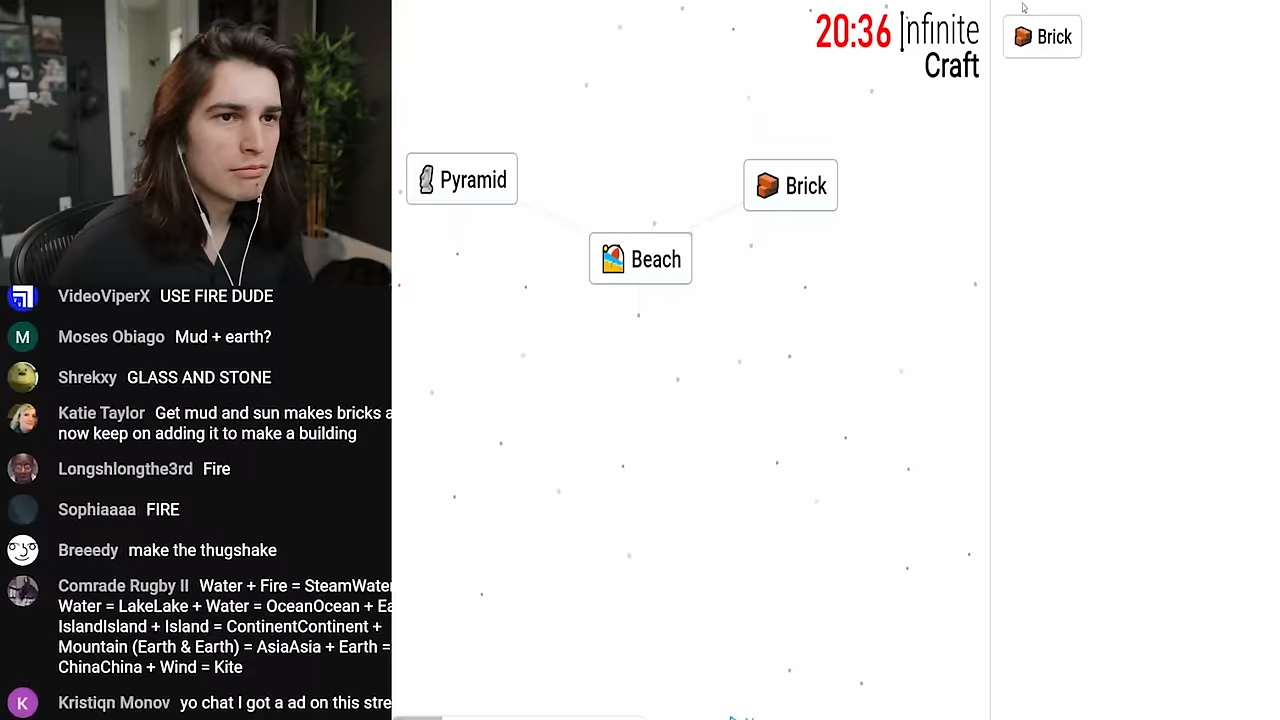 20:36
Infinite
Craft
Brick
Pyramid
Brick
Beach
VideoViperX USE FIRE DUDE
M Moses Obiago Mud + earth?
Shrekxy GLASS AND STONE
Katie Taylor Get mud and sun makes bricks a
now keep on adding it to make a building
Longshlongthe3rd Fire
Sophiaaaa FIRE
Breeedy make the thugshake
Comrade Rugby II Water + Fire = SteamWater
Water = LakeLake + Water = OceanOcean + Ea
IslandIsland + Island = ContinentContinent +
Mountain (Earth & Earth) = AsiaAsia + Earth =
ChinaChina + Wind = Kite
K Kristiqn Monov yo chat I got a ad on this stre